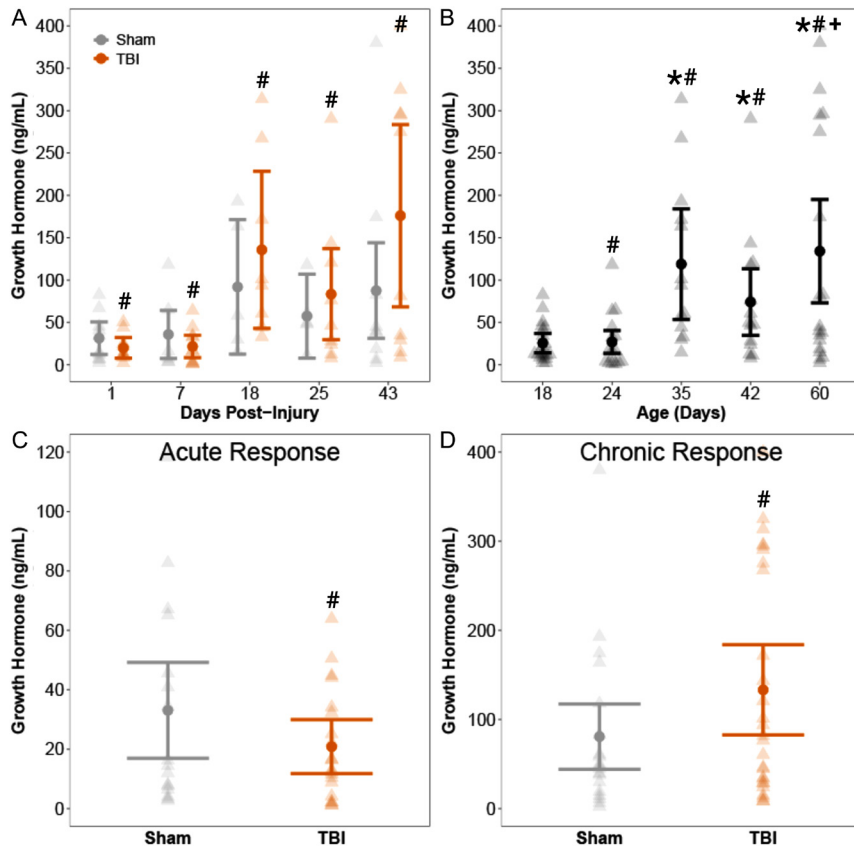 A
Sham
TBI
Growth Hormone (ng/mL)
400
350
300
250
200
150
100
50
0
# # # # #
1 7 18 25 43
Days Post-Injury
B
Growth Hormone (ng/mL)
400
350
300
250
200
150
100
50
0
# *# *# *#+
18 24 35 42 60
Age (Days)
C
Acute Response
Growth Hormone (ng/mL)
120
100
80
60
40
20
0
#
Sham TBI
D
Chronic Response
Growth Hormone (ng/mL)
400
300
200
100
0
#
Sham TBI